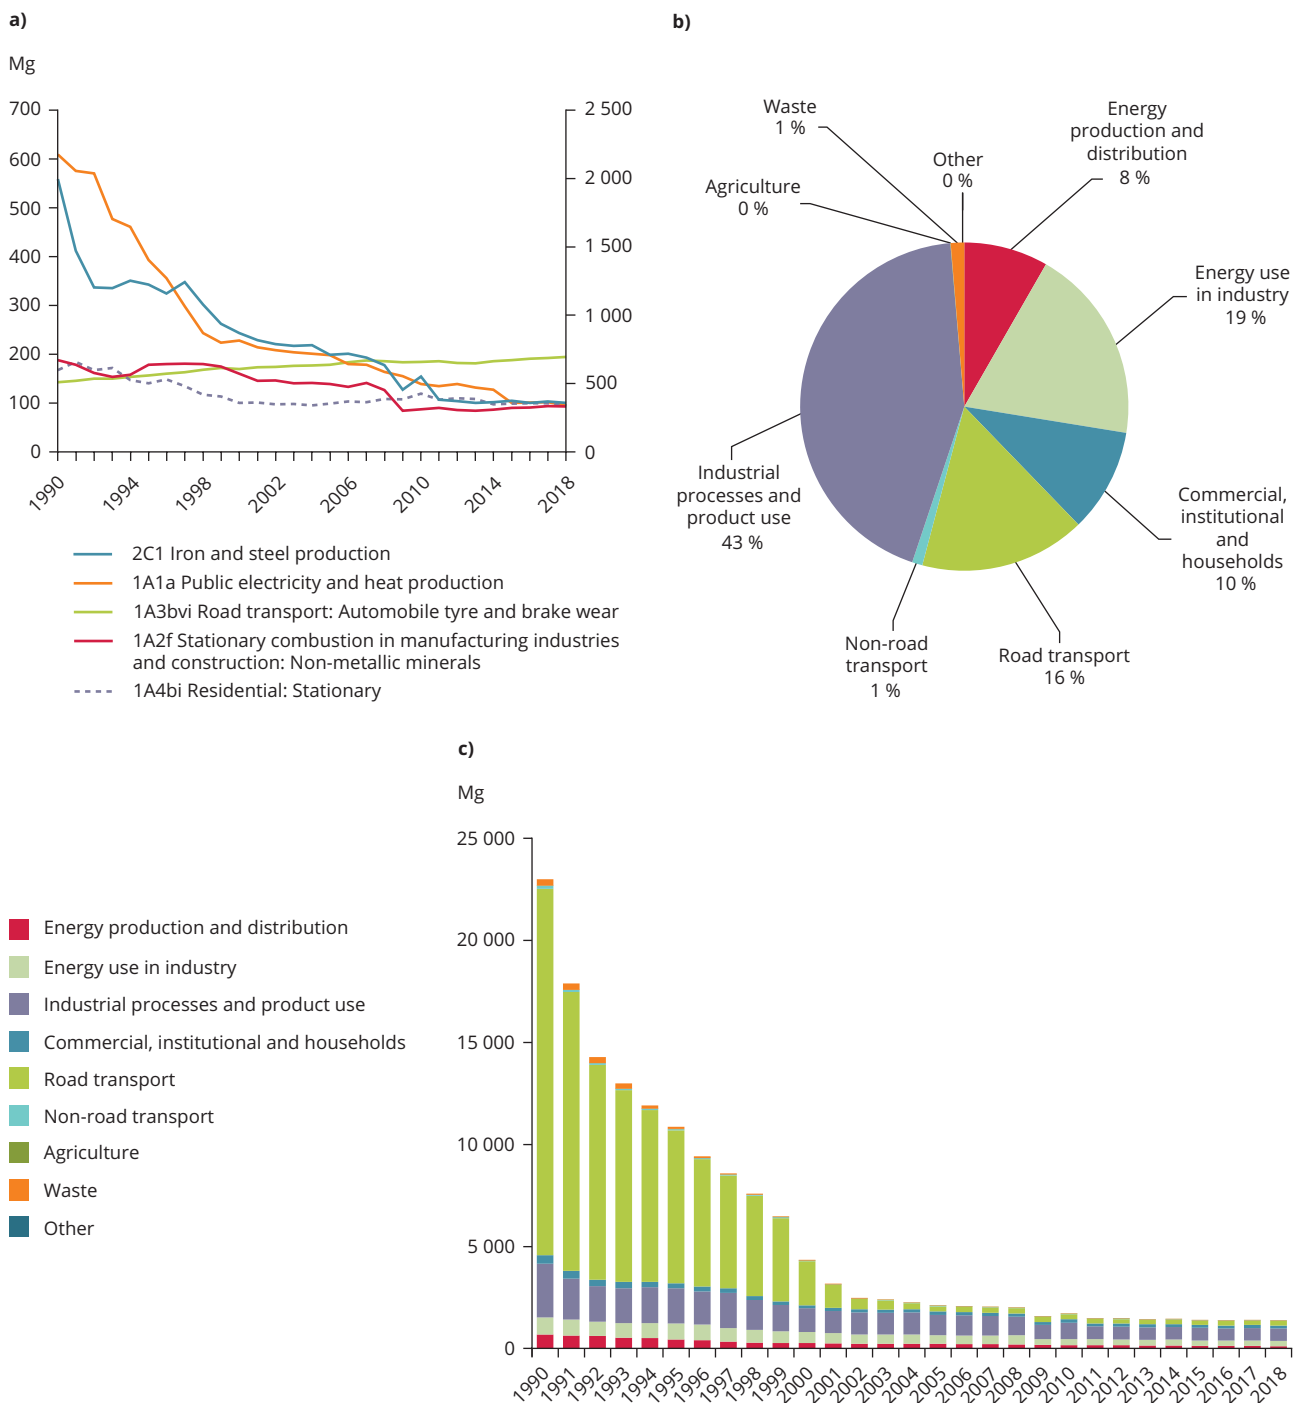 a)
Mg
700
600
500
400
300
200
100
0
2 500
2 000
1 500
1 000
500
0
1990
1994
1998
2002
2006
2010
2014
2018
2C1 Iron and steel production
1A1a Public electricity and heat production
1A3bvi Road transport: Automobile tyre and brake wear
1A2f Stationary combustion in manufacturing industries
and construction: Non-metallic minerals
1A4bi Residential: Stationary
b)
Waste
1 %
Other
0 %
Agriculture
0 %
Energy
production and
distribution
8 %
Energy use
in industry
19 %
Commercial,
institutional
and
households
10 %
Road transport
16 %
Non-road
transport
1 %
Industrial
processes and
product use
43 %
c)
Mg
25 000
20 000
15 000
10 000
5 000
0
1990
1991
1992
1993
1994
1995
1996
1997
1998
1999
2000
2001
2002
2003
2004
2005
2006
2007
2008
2009
2010
2011
2012
2013
2014
2015
2016
2017
2018
Energy production and distribution
Energy use in industry
Industrial processes and product use
Commercial, institutional and households
Road transport
Non-road transport
Agriculture
Waste
Other